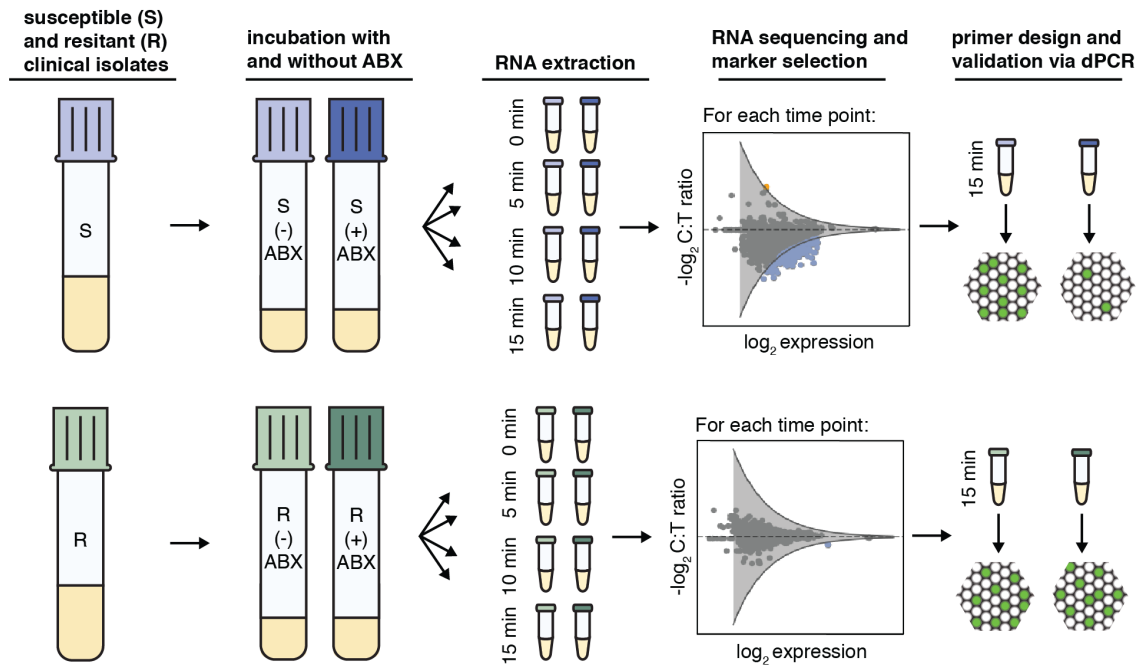 susceptible (S)
and resitant (R)
clinical isolates
incubation with
and without ABX
RNA extraction
RNA sequencing and
marker selection
primer design and
validation via dPCR
S
S
(-)
ABX
S
(+)
ABX
0 min
5 min
10 min
15 min
For each time point:
-log2 C:T ratio
log2 expression
15 min
R
R
(-)
ABX
R
(+)
ABX
0 min
5 min
10 min
15 min
For each time point:
-log2 C:T ratio
log2 expression
15 min